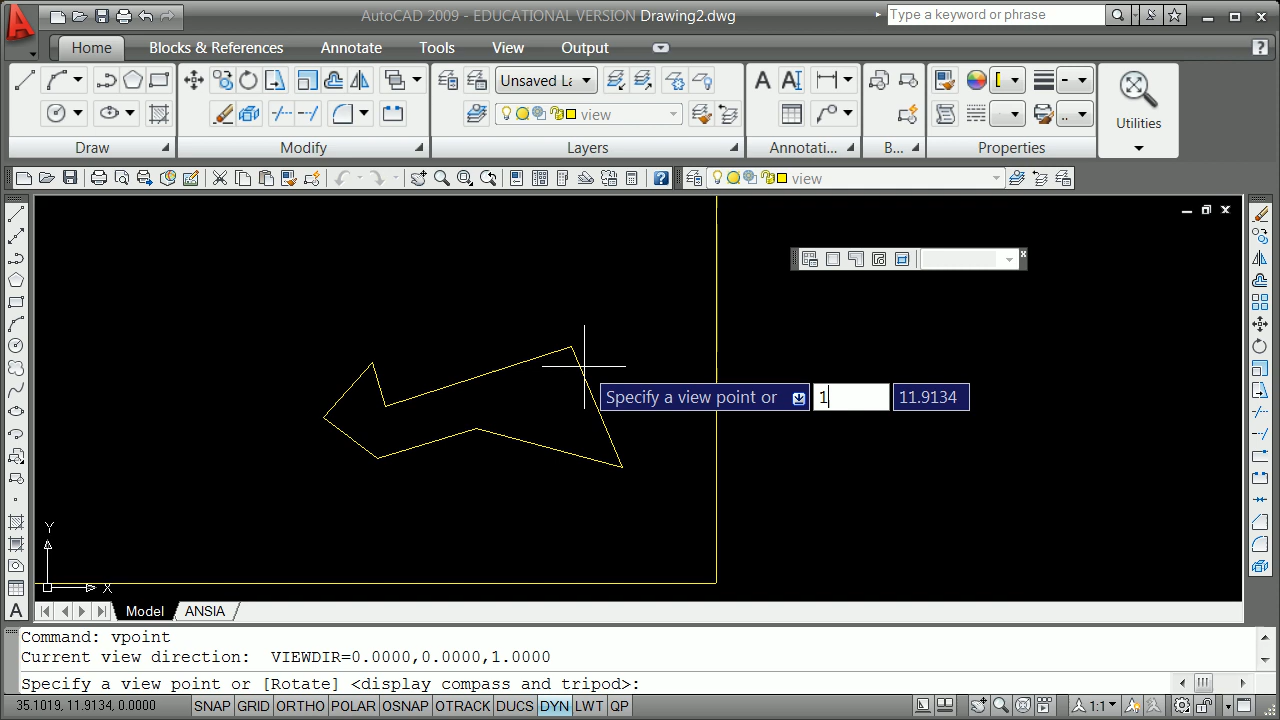 AutoCAD 2009 - EDUCATIONAL VERSION Drawing2.dwg
Type a keyword or phrase
Home Blocks & References Annotate Tools View Output
Unsaved La
view
Utilities
Draw Modify Layers Annotati... B... Properties
view
Specify a view point or 1 11.9134
Y
X
Model ANSIA
Command: vpoint
Current view direction: VIEWDIR=0.0000,0.0000,1.0000
Specify a view point or [Rotate] <display compass and tripod>:
35.1019, 11.9134, 0.0000 SNAP GRID ORTHO POLAR OSNAP OTRACK DUCS DYN LWT QP 1:1